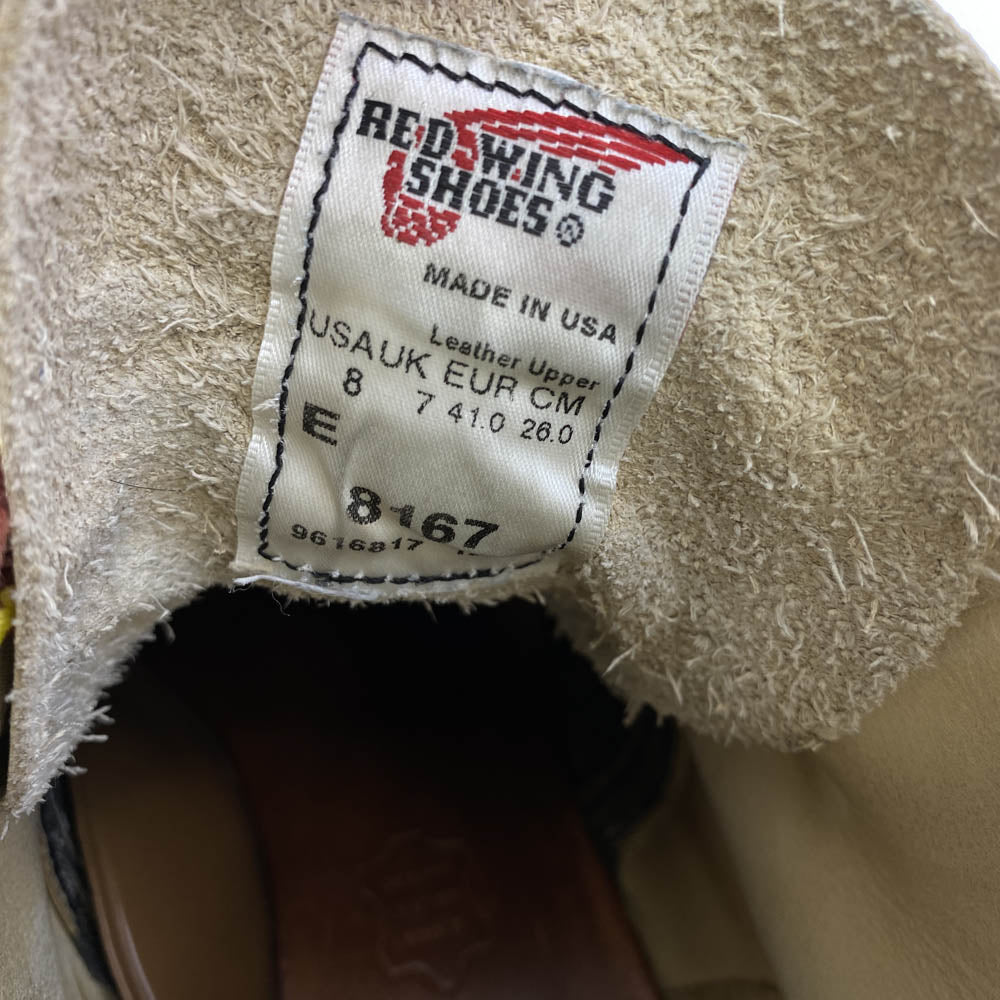 RED WING
SHOES®
MADE IN USA
Leather Upper
USA UK EUR CM
8 7 41.0 26.0
E
8167
9616817